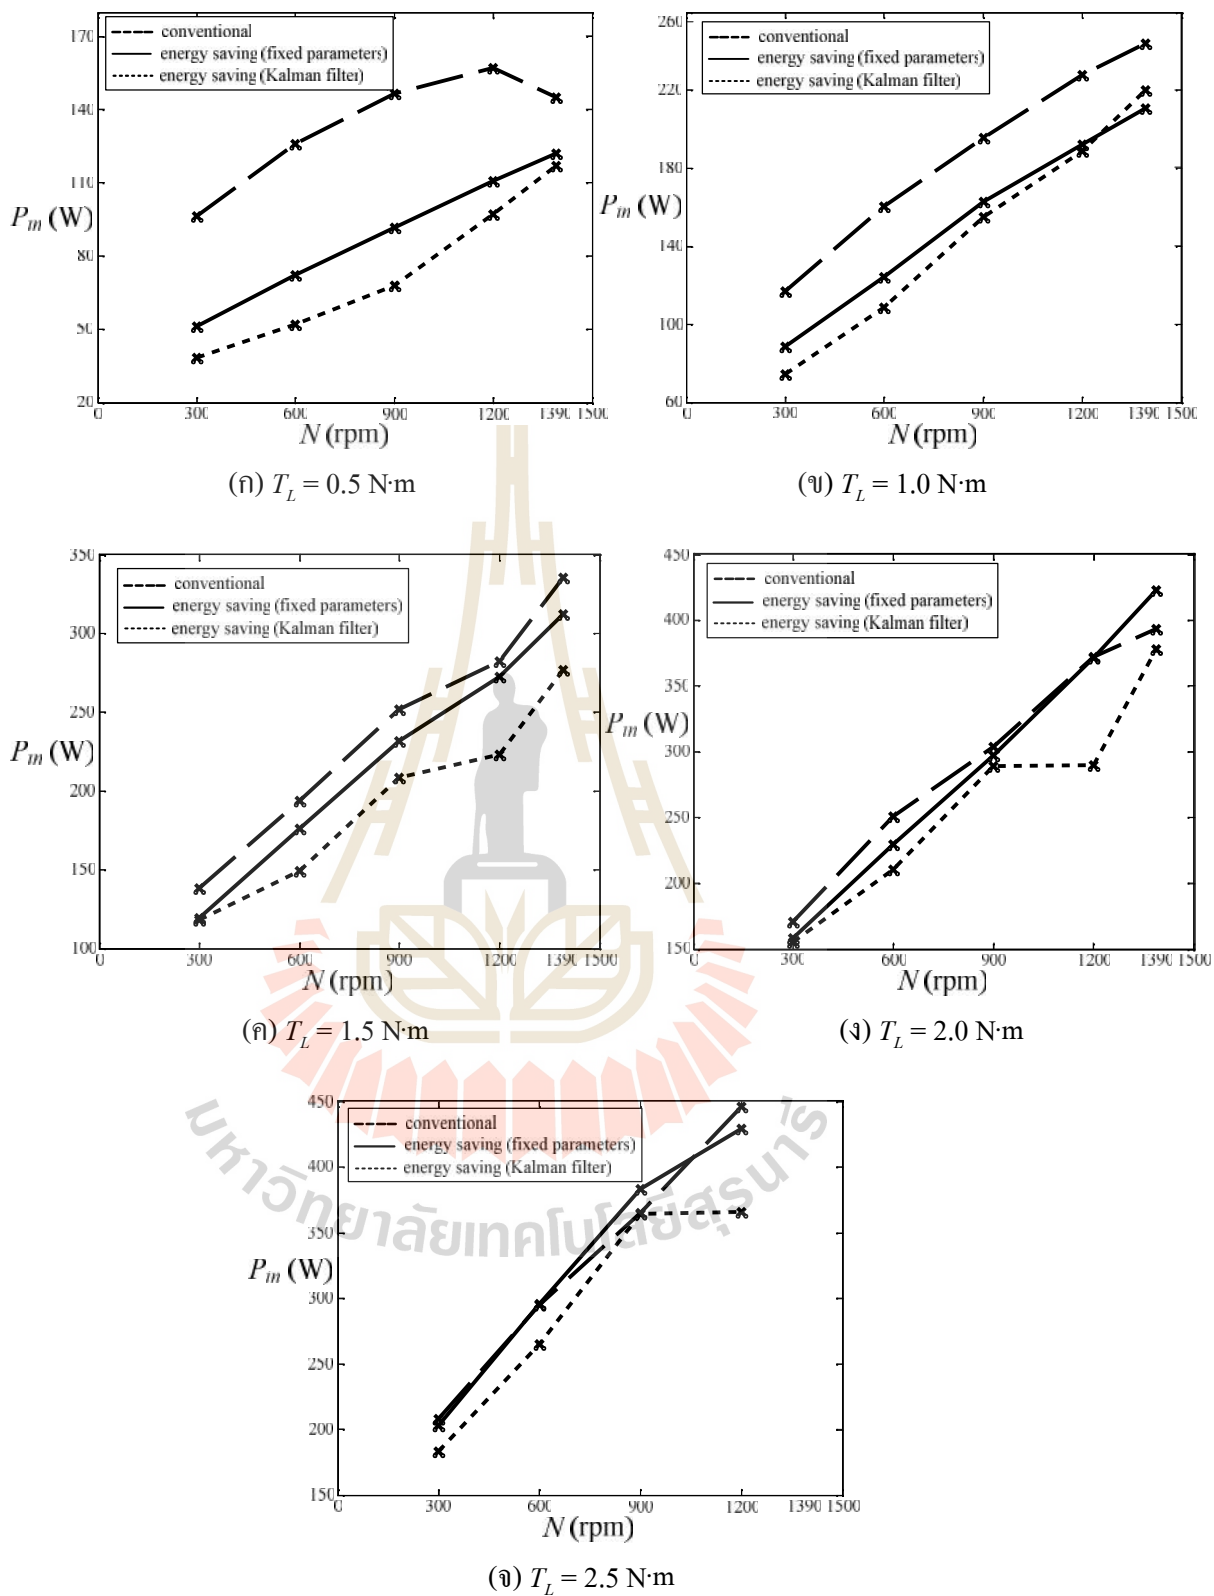 170
140
110
80
50
20
P_in (W)
conventional
energy saving (fixed parameters)
energy saving (Kalman filter)
0 300 600 900 1200 1390 1500
N (rpm)
(ก) T_L = 0.5 N·m
260
220
180
140
100
60
P_in (W)
conventional
energy saving (fixed parameters)
energy saving (Kalman filter)
0 300 600 900 1200 1390 1500
N (rpm)
(ข) T_L = 1.0 N·m
350
300
250
200
150
100
P_in (W)
conventional
energy saving (fixed parameters)
energy saving (Kalman filter)
0 300 600 900 1200 1390 1500
N (rpm)
(ค) T_L = 1.5 N·m
450
400
350
300
250
200
150
P_in (W)
conventional
energy saving (fixed parameters)
energy saving (Kalman filter)
0 300 600 900 1200 1390 1500
N (rpm)
(ง) T_L = 2.0 N·m
450
400
350
300
250
200
150
P_in (W)
conventional
energy saving (fixed parameters)
energy saving (Kalman filter)
0 300 600 900 1200 1390 1500
N (rpm)
(จ) T_L = 2.5 N·m
มหาวิทยาลัยเทคโนโลยีสุรนารี